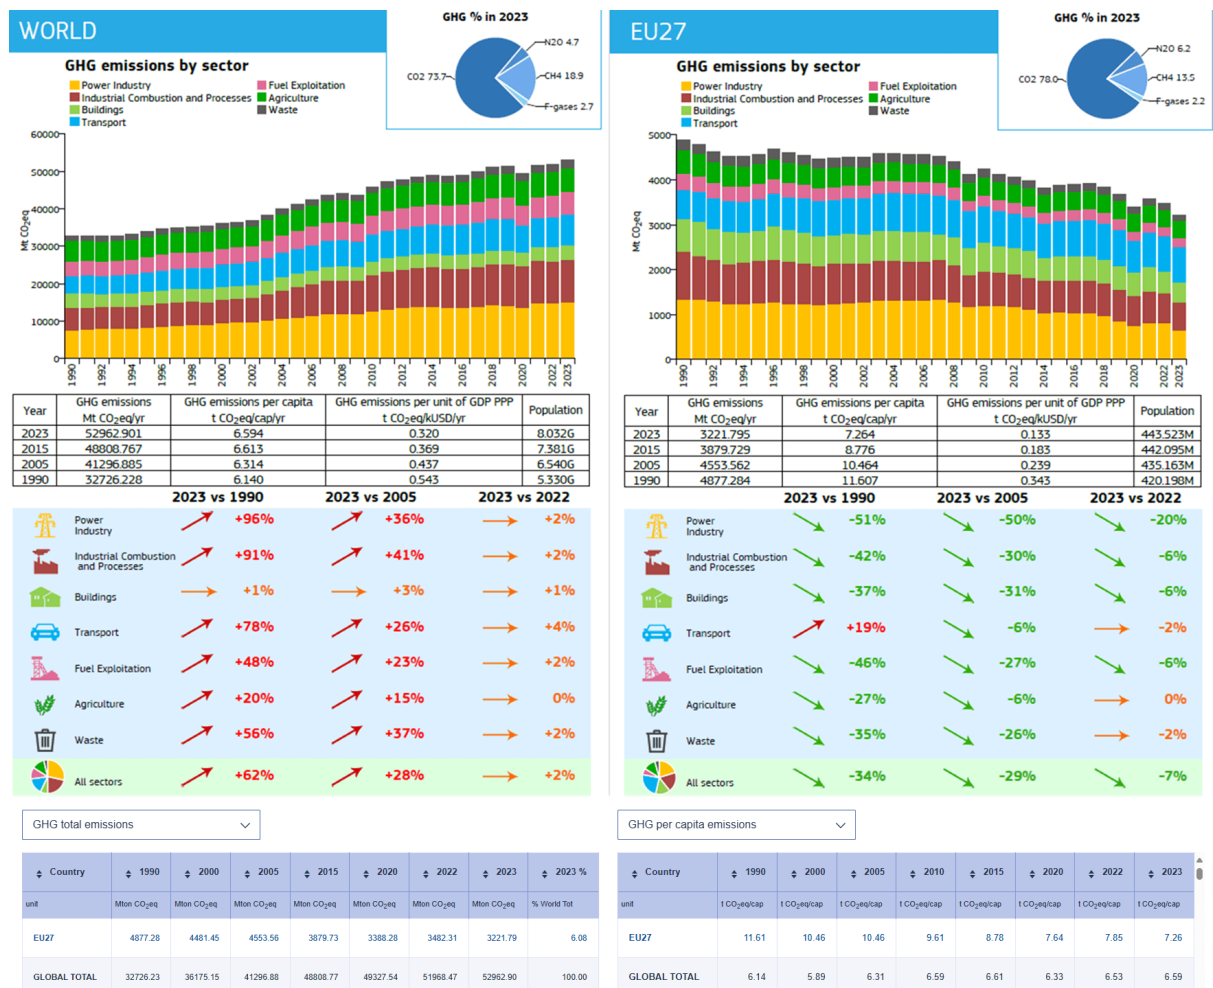 WORLD
GHG % in 2023
N2O 4.7
CO2 73.7
CH4 18.9
F-gases 2.7
GHG emissions by sector
Power Industry
Fuel Exploitation
Industrial Combustion and Processes
Agriculture
Buildings
Waste
Transport
60000
50000
40000
30000
20000
10000
0
Mt CO2eq
1990 1992 1994 1996 1998 2000 2002 2004 2006 2008 2010 2012 2014 2016 2018 2020 2022 2023
Year GHG emissions Mt CO2eq/yr GHG emissions per capita t CO2eq/cap/yr GHG emissions per unit of GDP PPP t CO2eq/kUSD/yr Population
2023 52962.901 6.594 0.320 8.032G
2015 48808.767 6.613 0.369 7.381G
2005 41296.885 6.314 0.437 6.540G
1990 32726.228 6.140 0.543 5.330G
2023 vs 1990 2023 vs 2005 2023 vs 2022
Power Industry +96% +36% +2%
Industrial Combustion and Processes +91% +41% +2%
Buildings +1% +3% +1%
Transport +78% +26% +4%
Fuel Exploitation +48% +23% +2%
Agriculture +20% +15% 0%
Waste +56% +37% +2%
All sectors +62% +28% +2%
EU27
GHG % in 2023
N2O 6.2
CO2 78.0
CH4 13.5
F-gases 2.2
GHG emissions by sector
Power Industry
Fuel Exploitation
Industrial Combustion and Processes
Agriculture
Buildings
Waste
Transport
5000
4000
3000
2000
1000
0
Mt CO2eq
1990 1992 1994 1996 1998 2000 2002 2004 2006 2008 2010 2012 2014 2016 2018 2020 2022 2023
Year GHG emissions Mt CO2eq/yr GHG emissions per capita t CO2eq/cap/yr GHG emissions per unit of GDP PPP t CO2eq/kUSD/yr Population
2023 3221.795 7.264 0.133 443.523M
2015 3879.729 8.776 0.183 442.095M
2005 4553.562 10.464 0.239 435.163M
1990 4877.284 11.607 0.343 420.198M
2023 vs 1990 2023 vs 2005 2023 vs 2022
Power Industry -51% -50% -20%
Industrial Combustion and Processes -42% -30% -6%
Buildings -37% -31% -6%
Transport +19% -6% -2%
Fuel Exploitation -46% -27% -6%
Agriculture -27% -6% 0%
Waste -35% -26% -2%
All sectors -34% -29% -7%
GHG total emissions
Country 1990 2000 2005 2015 2020 2022 2023 2023 %
unit Mton CO2eq Mton CO2eq Mton CO2eq Mton CO2eq Mton CO2eq Mton CO2eq Mton CO2eq % World Tot
EU27 4877.28 4481.45 4553.56 3879.73 3388.28 3482.31 3221.79 6.08
GLOBAL TOTAL 32726.23 36175.15 41296.88 48808.77 49327.54 51968.47 52962.90 100.00
GHG per capita emissions
Country 1990 2000 2005 2010 2015 2020 2022 2023
unit t CO2eq/cap t CO2eq/cap t CO2eq/cap t CO2eq/cap t CO2eq/cap t CO2eq/cap t CO2eq/cap t CO2eq/cap
EU27 11.61 10.46 10.46 9.61 8.78 7.64 7.85 7.26
GLOBAL TOTAL 6.14 5.89 6.31 6.59 6.61 6.33 6.53 6.59